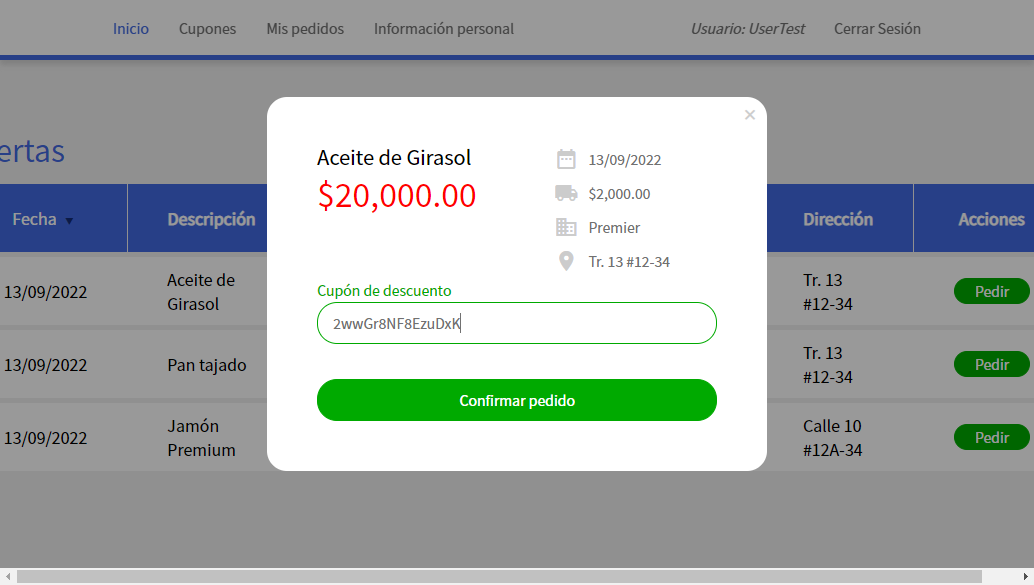 Inicio Cupones Mis pedidos Información personal Usuario: UserTest Cerrar Sesión
ertas
Fecha Descripción Dirección Acciones
13/09/2022 Aceite de Girasol Tr. 13 #12-34 Pedir
13/09/2022 Pan tajado Tr. 13 #12-34 Pedir
13/09/2022 Jamón Premium Calle 10 #12A-34 Pedir
×
Aceite de Girasol
$20,000.00
13/09/2022
$2,000.00
Premier
Tr. 13 #12-34
Cupón de descuento
2wwGr8NF8EzuDxK
Confirmar pedido